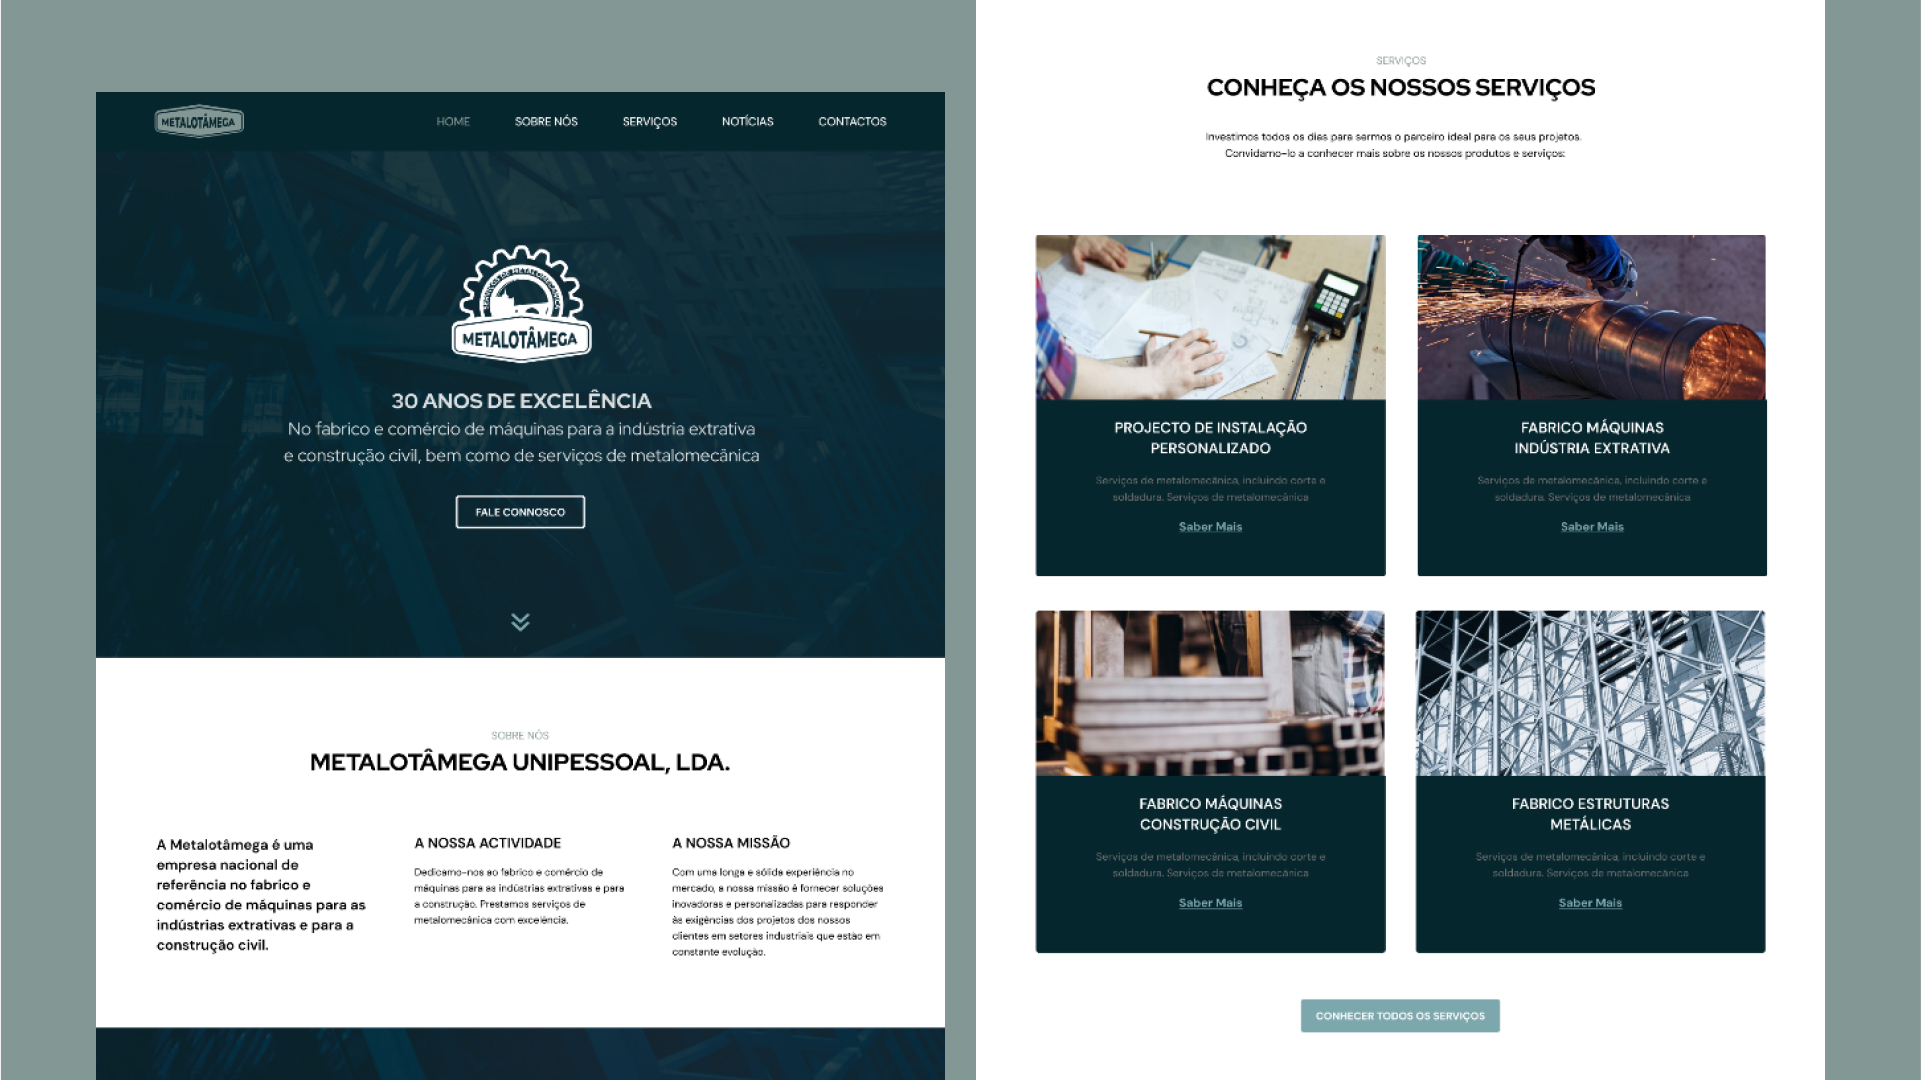 METALOTÂMEGA
HOME
SOBRE NÓS
SERVIÇOS
NOTÍCIAS
CONTACTOS
SERVIÇOS DE METALOMECÂNICA
METALOTÂMEGA
30 ANOS DE EXCELÊNCIA
No fabrico e comércio de máquinas para a indústria extrativa
e construção civil, bem como de serviços de metalomecânica
FALE CONNOSCO
SOBRE NÓS
METALOTÂMEGA UNIPESSOAL, LDA.
A Metalotâmega é uma
empresa nacional de
referência no fabrico e
comércio de máquinas para as
indústrias extrativas e para a
construção civil.
A NOSSA ACTIVIDADE
Dedicamo-nos ao fabrico e comércio de
máquinas para as indústrias extrativas e para
a construção. Prestamos serviços de
metalomecânica com excelência.
A NOSSA MISSÃO
Com uma longa e sólida experiência no
mercado, a nossa missão é fornecer soluções
inovadoras e personalizadas para responder
às exigências dos projetos dos nossos
clientes em setores industriais que estão em
constante evolução.
SERVIÇOS
CONHEÇA OS NOSSOS SERVIÇOS
Investimos todos os dias para sermos o parceiro ideal para os seus projetos.
Convidamo-lo a conhecer mais sobre os nossos produtos e serviços:
PROJECTO DE INSTALAÇÃO
PERSONALIZADO
Serviços de metalomecânica, incluindo corte e
soldadura. Serviços de metalomecânica
Saber Mais
FABRICO MÁQUINAS
INDÚSTRIA EXTRATIVA
Serviços de metalomecânica, incluindo corte e
soldadura. Serviços de metalomecânica
Saber Mais
FABRICO MÁQUINAS
CONSTRUÇÃO CIVIL
Serviços de metalomecânica, incluindo corte e
soldadura. Serviços de metalomecânica
Saber Mais
FABRICO ESTRUTURAS
METÁLICAS
Serviços de metalomecânica, incluindo corte e
soldadura. Serviços de metalomecânica
Saber Mais
CONHECER TODOS OS SERVIÇOS